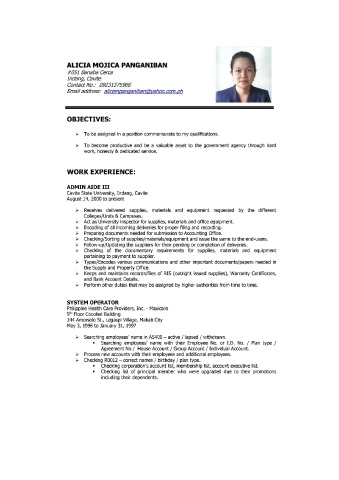 ALICIA MOJICA PANGANIBAN
#051 Banaba Cerca
Indang, Cavite
Contact No.: 09231375966
Email address: alicempanganiban@yahoo.com.ph
OBJECTIVES:
➢ To be assigned in a position commensurate to my qualifications.
➢ To become productive and be a valuable asset to the government agency through hard
work, honesty & dedicated service.
WORK EXPERIENCE:
ADMIN AIDE III
Cavite State University, Indang, Cavite
August 14, 2000 to present
➢ Receives delivered supplies, materials and equipment requested by the different
Colleges/Units & Campuses.
➢ Act as University Inspector for supplies, materials and office equipment.
➢ Encoding of all incoming deliveries for proper filing and recording.
➢ Preparing documents needed for submission to Accounting Office.
➢ Checking/Sorting of supplies/materials/equipment and issue the same to the end-users.
➢ Follow-up/Updating the suppliers for their pending or completion of deliveries.
➢ Checking of the documentary requirements for supplies, materials and equipment
pertaining to payment to supplier.
➢ Types/Encodes various communications and other important documents/papers needed in
the Supply and Property Office.
➢ Keeps and maintains records/files of RIS (outright issued supplies), Warranty Certificates,
and Bank Account Details.
➢ Perform other duties that may be assigned by higher authorities from time to time.
SYSTEM OPERATOR
Philippine Health Care Providers, Inc. - Maxicare
5th Floor Cocofed Building
144 Amorsolo St., Legaspi Village, Makati City
May 3, 1996 to January 31, 1997
➢ Searching employees' name in AS400 – active / lapsed / withdrawn.
▪ Searching employees' name with their Employee No. or I.D. No. / Plan type /
Agreement No / House Account / Group Account / Individual Account.
➢ Process new accounts with their employees and additional employees.
➢ Checking RD012 – correct names / birthday / plan type.
▪ Checking corporation's account list, membership list, account executive list.
▪ Checking list of principal member who were upgraded due to their promotions
including their dependents.